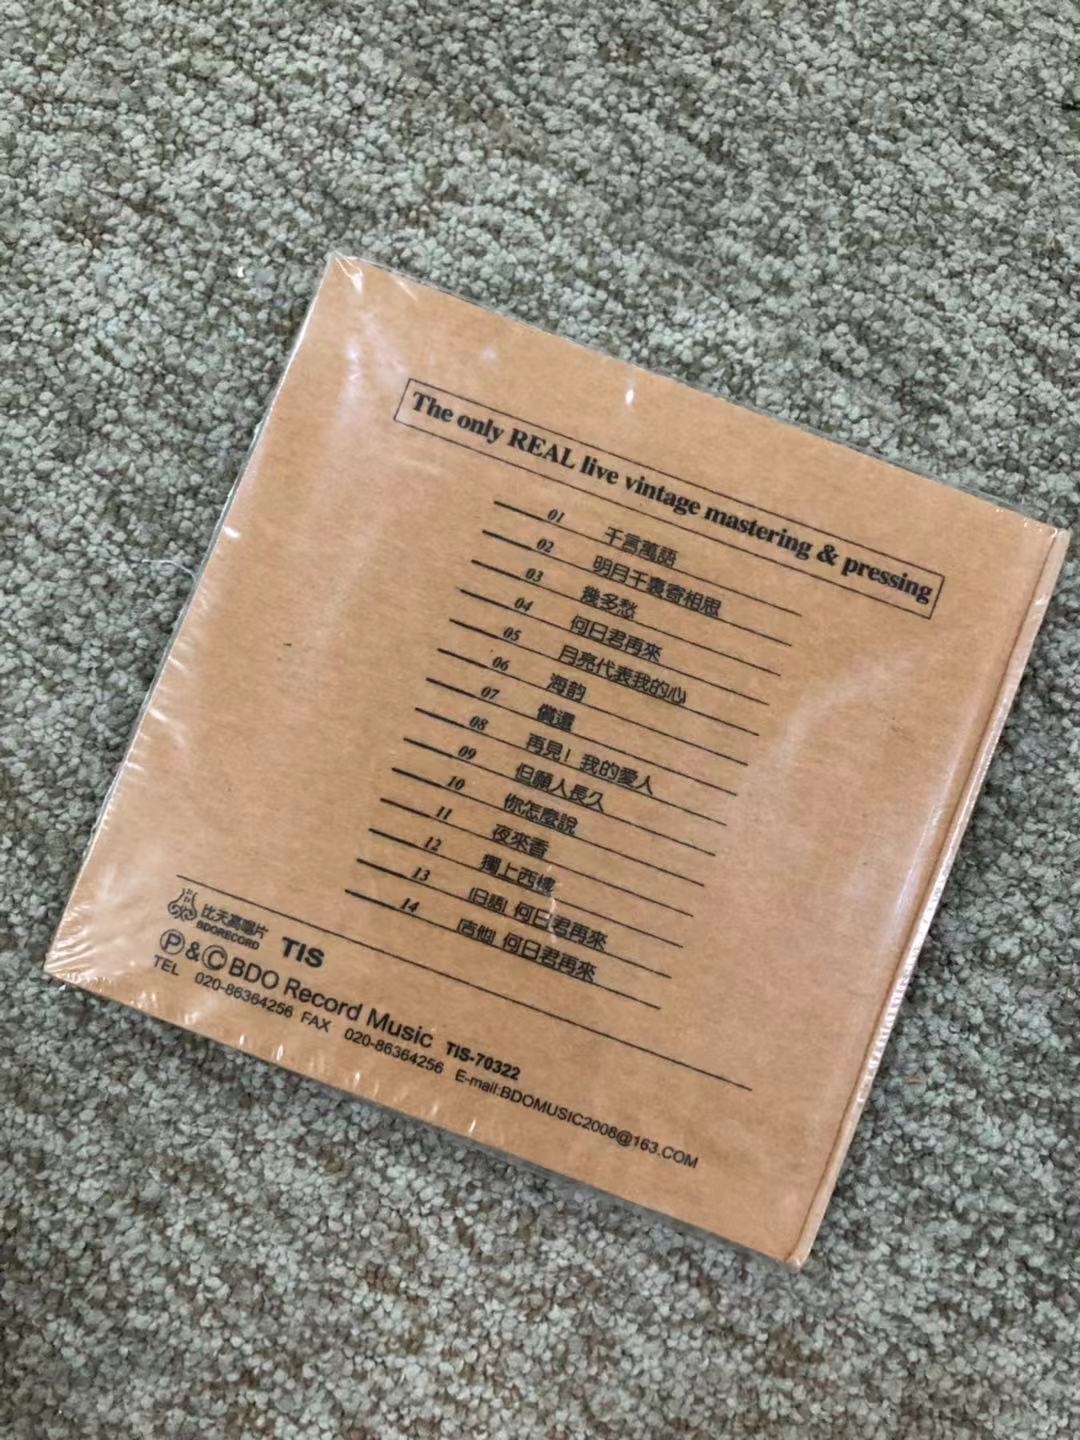 The only REAL live vintage mastering & pressing
01 千言萬語
02 明月千裏寄相思
03 幾多愁
04 何日君再來
05 月亮代表我的心
06 海韵
07 償還
08 再見！我的愛人
09 但願人長久
10 你怎麼說
11 夜來香
12 獨上西樓
13 (日語) 何日君再來
14 (吉他) 何日君再來
比天高唱片
BDORECORD
TIS
Ⓟ&Ⓒ BDO Record Music TIS-70322
TEL 020-86364256 FAX 020-86364256 E-mail:BDOMUSIC2008@163.COM